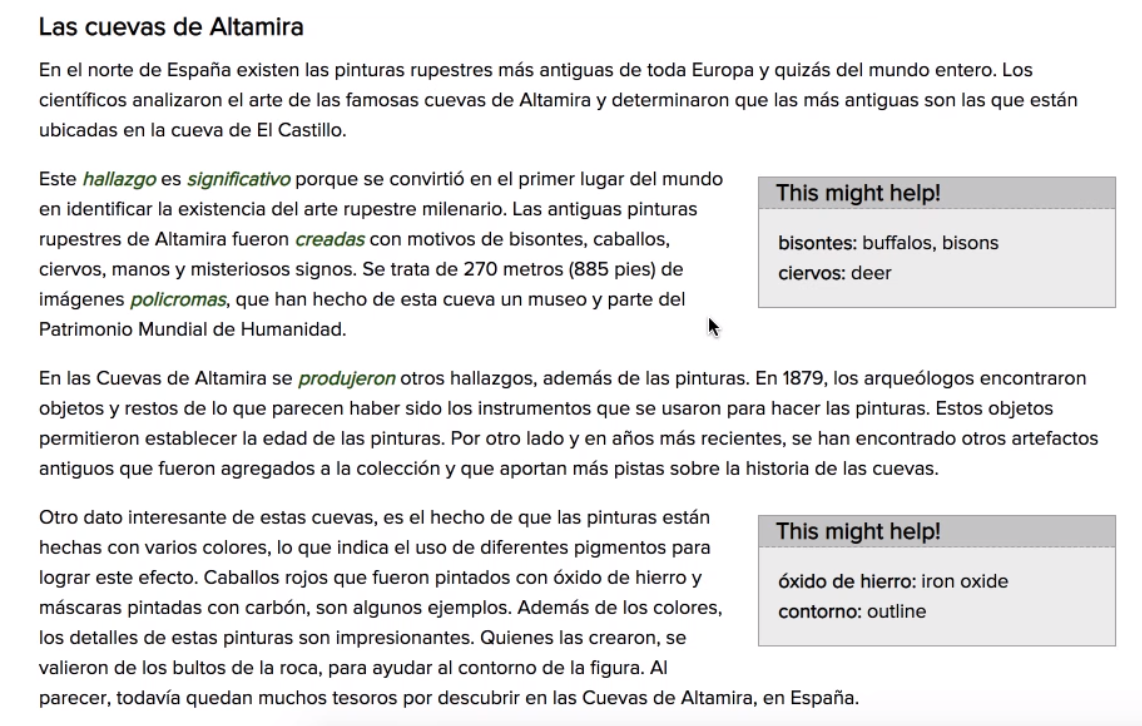 Las cuevas de Altamira
En el norte de España existen las pinturas rupestres más antiguas de toda Europa y quizás del mundo entero. Los
científicos analizaron el arte de las famosas cuevas de Altamira y determinaron que las más antiguas son las que están
ubicadas en la cueva de El Castillo.
Este hallazgo es significativo porque se convirtió en el primer lugar del mundo
en identificar la existencia del arte rupestre milenario. Las antiguas pinturas
rupestres de Altamira fueron creadas con motivos de bisontes, caballos,
ciervos, manos y misteriosos signos. Se trata de 270 metros (885 pies) de
imágenes policromas, que han hecho de esta cueva un museo y parte del
Patrimonio Mundial de Humanidad.
This might help!
bisontes: buffalos, bisons
ciervos: deer
En las Cuevas de Altamira se produjeron otros hallazgos, además de las pinturas. En 1879, los arqueólogos encontraron
objetos y restos de lo que parecen haber sido los instrumentos que se usaron para hacer las pinturas. Estos objetos
permitieron establecer la edad de las pinturas. Por otro lado y en años más recientes, se han encontrado otros artefactos
antiguos que fueron agregados a la colección y que aportan más pistas sobre la historia de las cuevas.
Otro dato interesante de estas cuevas, es el hecho de que las pinturas están
hechas con varios colores, lo que indica el uso de diferentes pigmentos para
lograr este efecto. Caballos rojos que fueron pintados con óxido de hierro y
máscaras pintadas con carbón, son algunos ejemplos. Además de los colores,
los detalles de estas pinturas son impresionantes. Quienes las crearon, se
valieron de los bultos de la roca, para ayudar al contorno de la figura. Al
parecer, todavía quedan muchos tesoros por descubrir en las Cuevas de Altamira, en España.
This might help!
óxido de hierro: iron oxide
contorno: outline